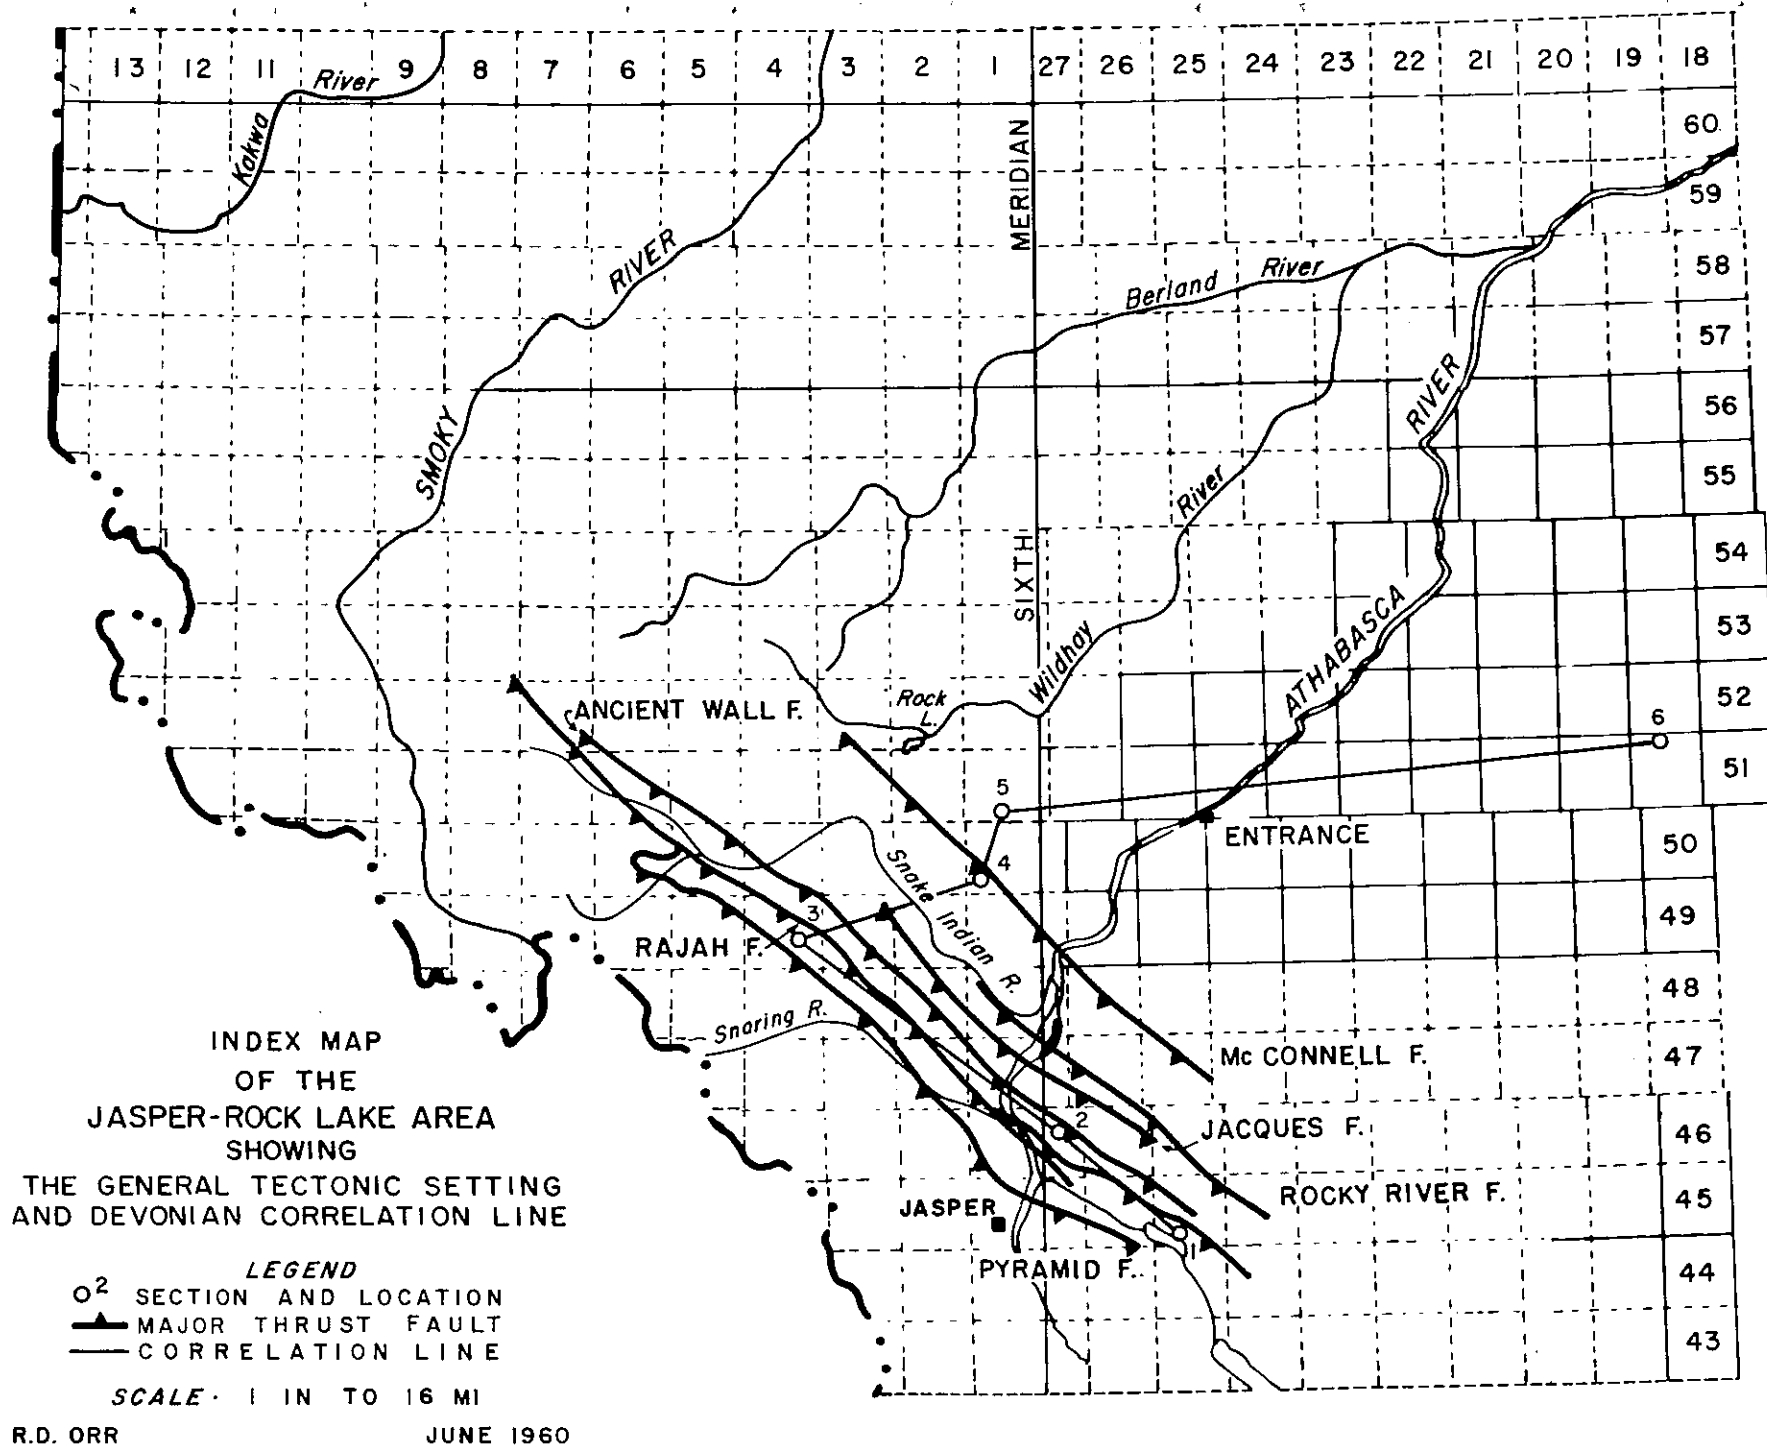 13 12 11 9 8 7 6 5 4 3 2 1 27 26 25 24 23 22 21 20 19 18
River
Kakwa
60
59
58
57
56
55
54
53
52
51
50
49
48
47
46
45
44
43
SMOKY RIVER
SIXTH MERIDIAN
Berland River
Wildhay River
ATHABASCA RIVER
Rock
L.
ANCIENT WALL F.
6
5
4
3
2
1
ENTRANCE
Snake Indian R.
RAJAH F.
Snaring R.
Mc CONNELL F.
JACQUES F.
ROCKY RIVER F.
JASPER
PYRAMID F.
INDEX MAP
OF THE
JASPER-ROCK LAKE AREA
SHOWING
THE GENERAL TECTONIC SETTING
AND DEVONIAN CORRELATION LINE
LEGEND
2 SECTION AND LOCATION
MAJOR THRUST FAULT
CORRELATION LINE
SCALE · 1 IN TO 16 MI
R.D. ORR JUNE 1960